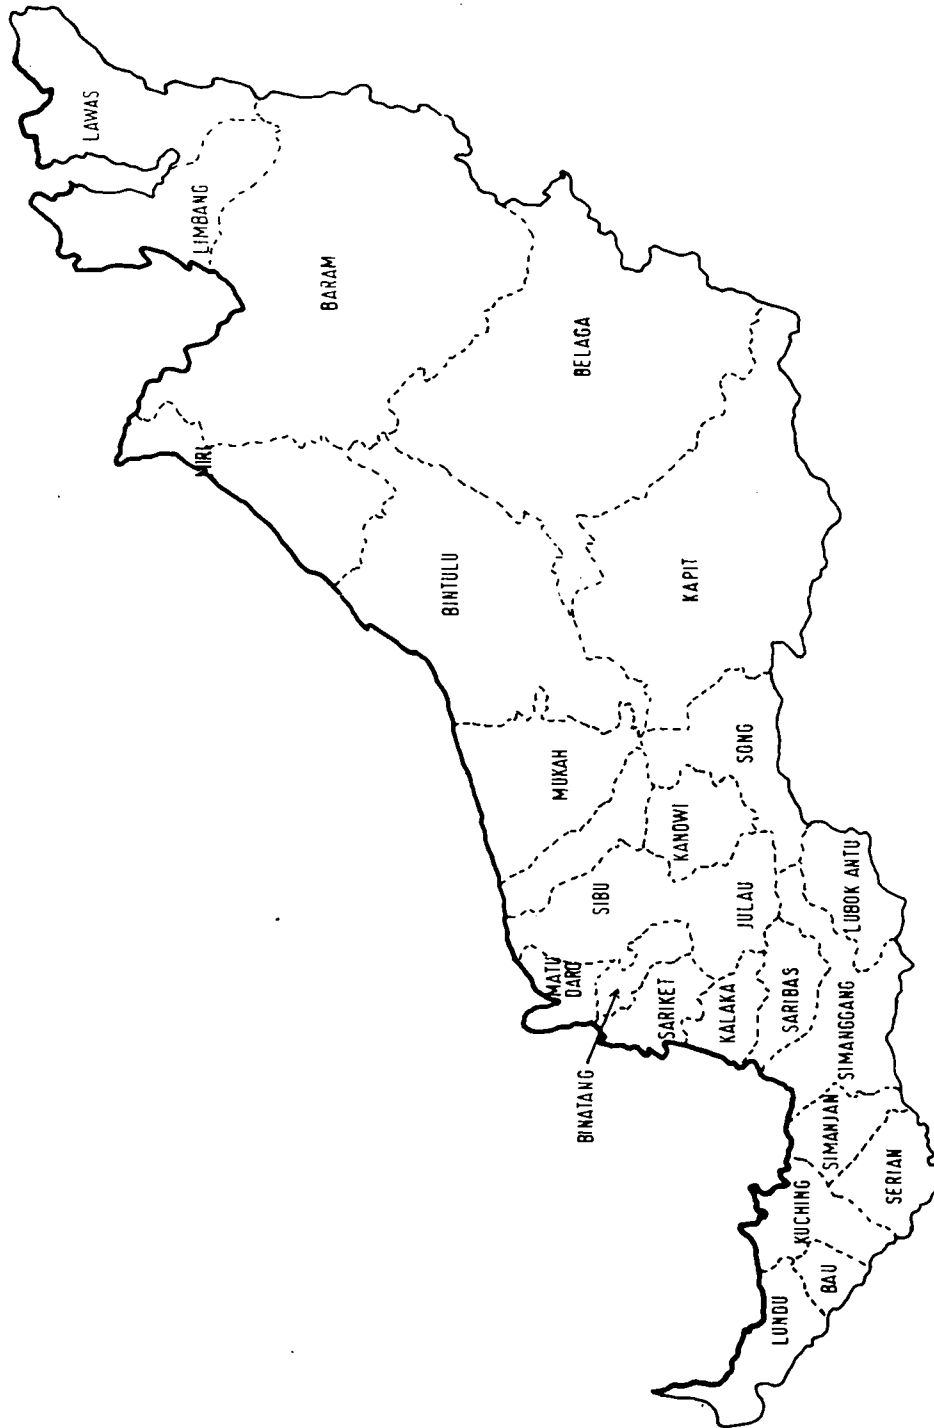 LAWAS
LIMBANG
BARAM
MIRI
BELAGA
BINTULU
KAPIT
MUKAH
SONG
KANOWI
SIBU
JULAU
LUBOK ANTU
MATU
DARO
BINATANG
SARIKET
KALAKA
SARIBAS
SIMANGGANG
SIMANJAN
SERIAN
KUCHING
BAU
LUNDU